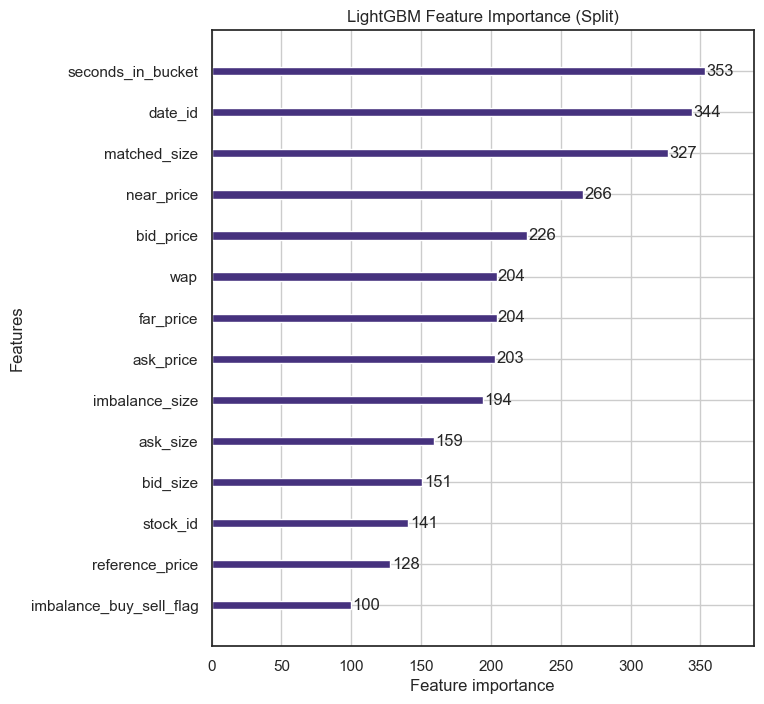 LightGBM Feature Importance (Split)
Features
seconds_in_bucket 353
date_id 344
matched_size 327
near_price 266
bid_price 226
wap 204
far_price 204
ask_price 203
imbalance_size 194
ask_size 159
bid_size 151
stock_id 141
reference_price 128
imbalance_buy_sell_flag 100
0 50 100 150 200 250 300 350
Feature importance